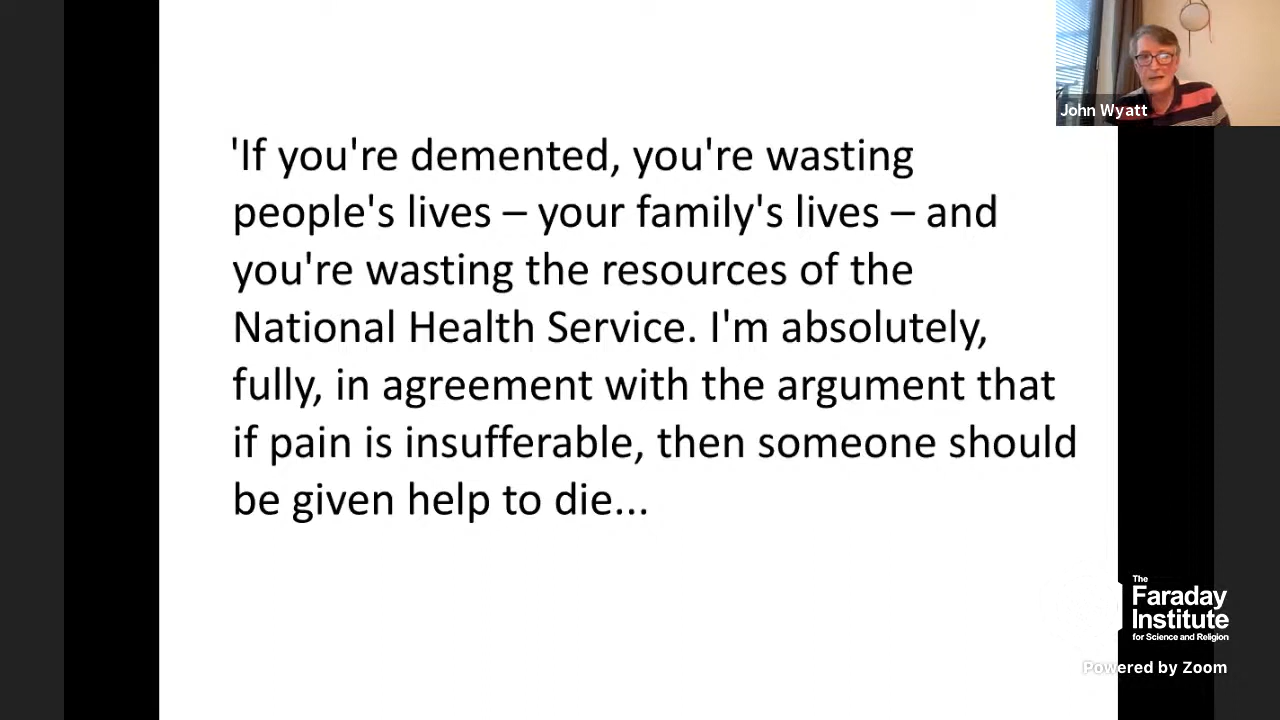 John Wyatt
'If you're demented, you're wasting
people's lives – your family's lives – and
you're wasting the resources of the
National Health Service. I'm absolutely,
fully, in agreement with the argument that
if pain is insufferable, then someone should
be given help to die...
The
Faraday
Institute
for Science and Religion
Powered by Zoom